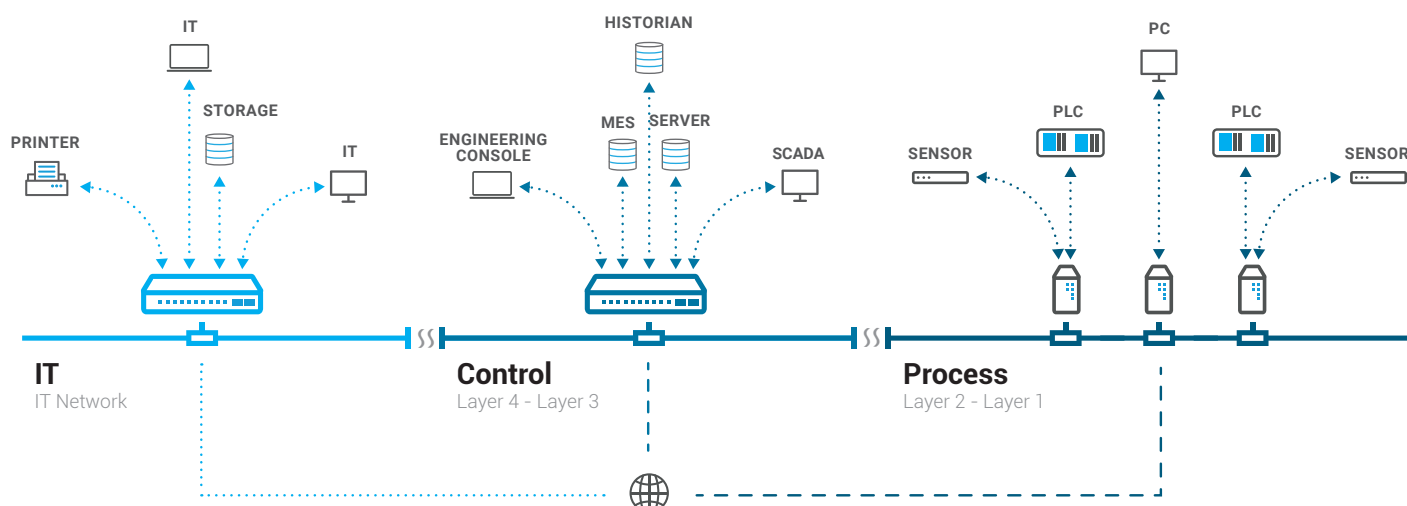 IT
STORAGE
PRINTER
IT
IT
IT Network
HISTORIAN
MES
SERVER
ENGINEERING
CONSOLE
SCADA
Control
Layer 4 - Layer 3
PC
PLC
PLC
SENSOR
SENSOR
Process
Layer 2 - Layer 1